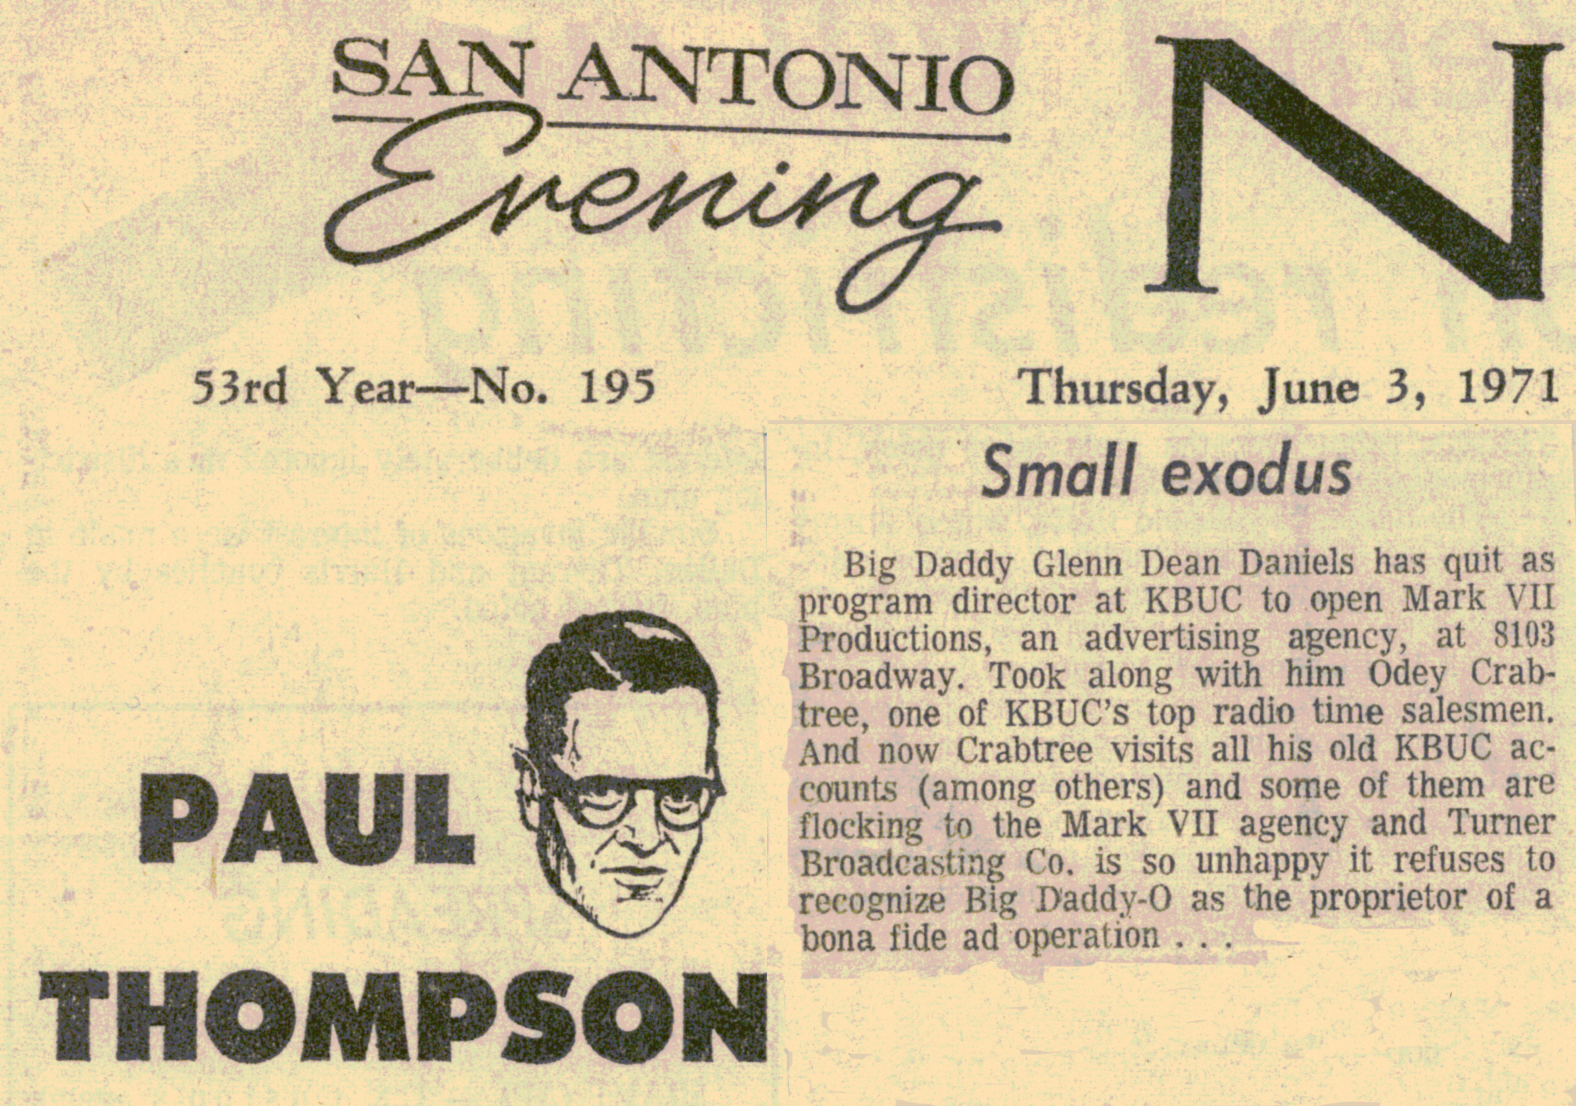 SAN ANTONIO
Evening
N
53rd Year—No. 195
Thursday, June 3, 1971
PAUL
THOMPSON
Small exodus
Big Daddy Glenn Dean Daniels has quit as
program director at KBUC to open Mark VII
Productions, an advertising agency, at 8103
Broadway. Took along with him Odey Crab-
tree, one of KBUC's top radio time salesmen.
And now Crabtree visits all his old KBUC ac-
counts (among others) and some of them are
flocking to the Mark VII agency and Turner
Broadcasting Co. is so unhappy it refuses to
recognize Big Daddy-O as the proprietor of a
bona fide ad operation . . .